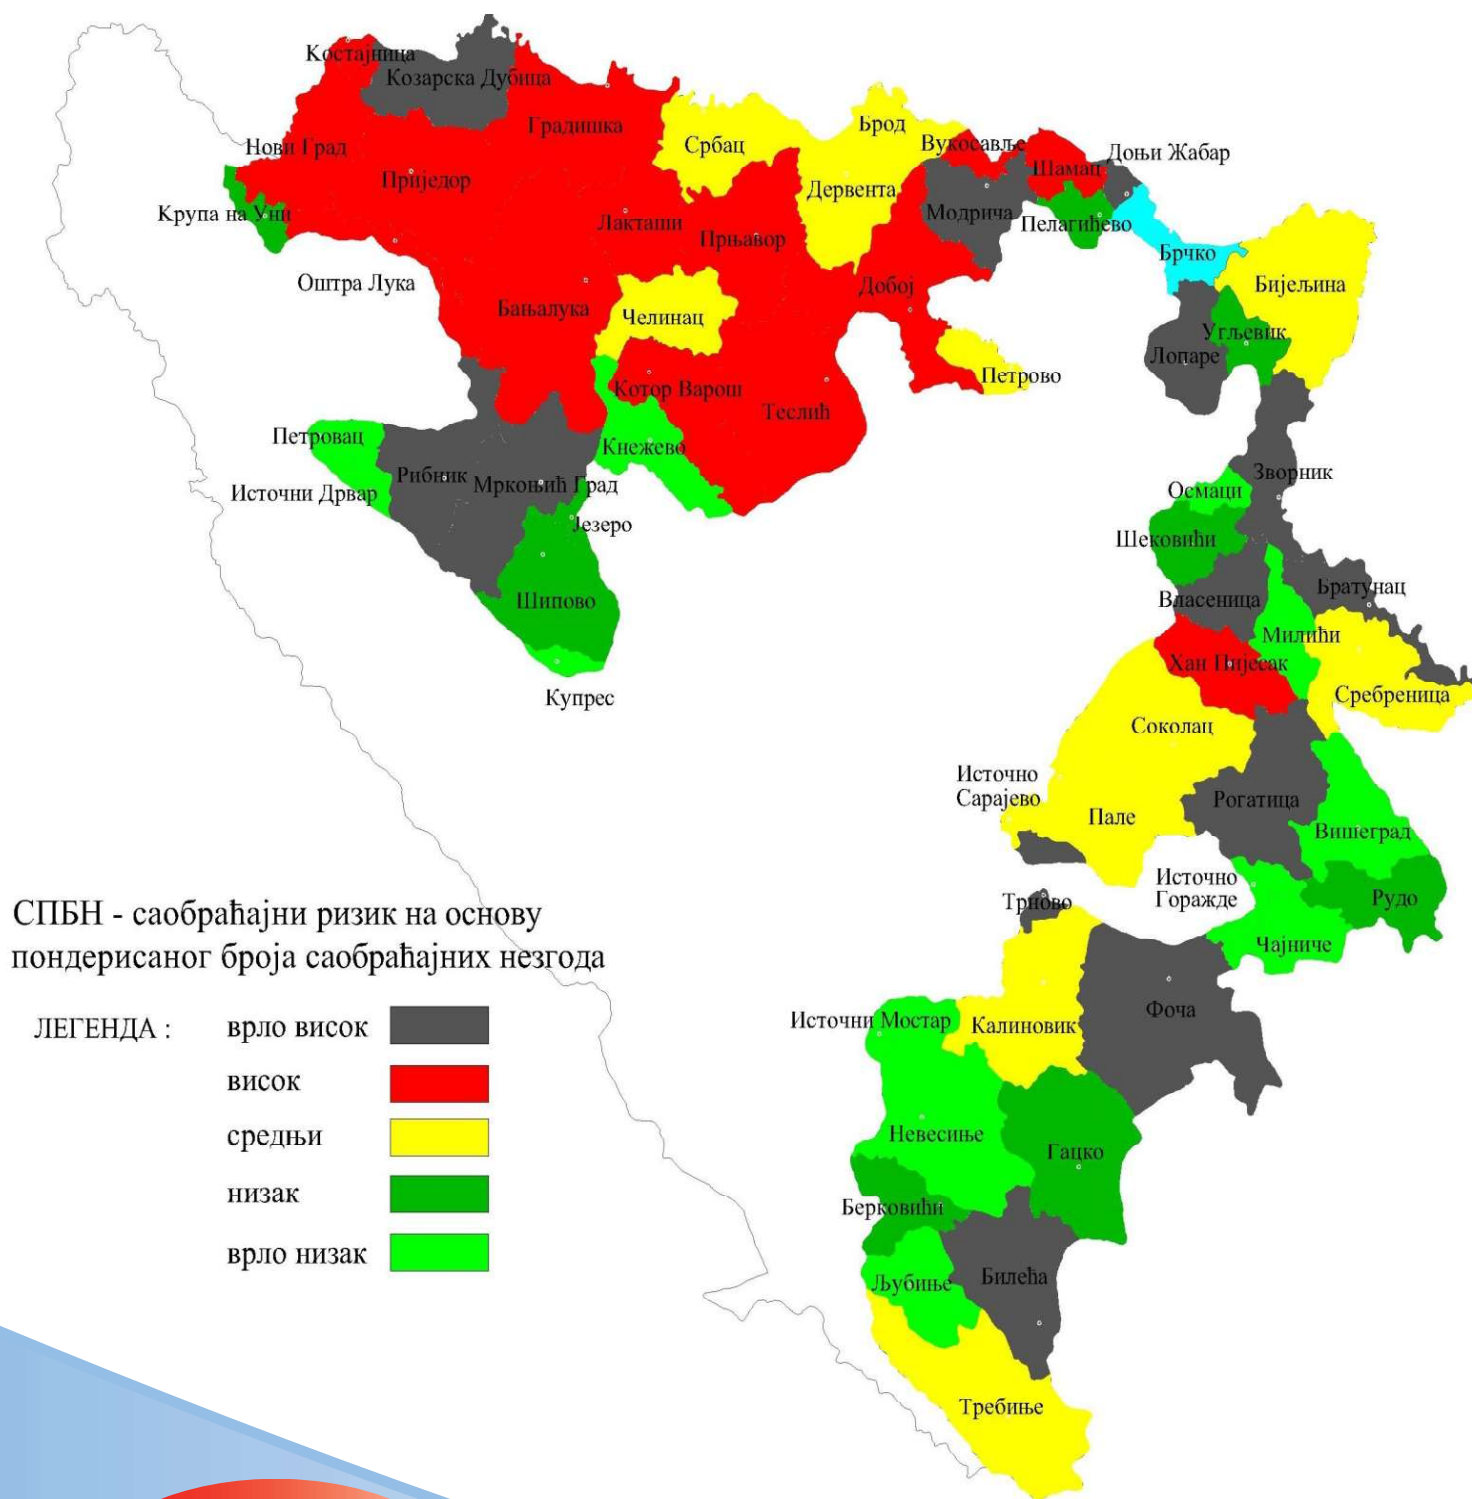 Костајница
Козарска Дубица
Градишка
Нови Град
Приједор
Србац
Брод
Вукосавље
Шамац
Доњи Жабар
Дервента
Крупа на Уни
Лакташи
Прњавор
Модрича
Пелагићево
Брчко
Оштра Лука
Бањалука
Челинац
Добој
Бијељина
Угљевик
Лопаре
Петрово
Котор Варош
Теслић
Петровац
Кнежево
Рибник
Мркоњић Град
Источни Дрвар
Језеро
Зворник
Осмаци
Шековићи
Шипово
Власеница
Братунац
Милићи
Хан Пијесак
Купрес
Сребреница
Соколац
Источно
Сарајево
Пале
Рогатица
Вишеград
Источно
Горажде
Рудо
Трново
Чајниче
СПБН - саобраћајни ризик на основу
пондерисаног броја саобраћајних незгода
ЛЕГЕНДА :
врло висок
висок
средњи
низак
врло низак
Фоча
Источни Мостар
Калиновик
Невесиње
Гацко
Берковићи
Љубиње
Билећа
Требиње